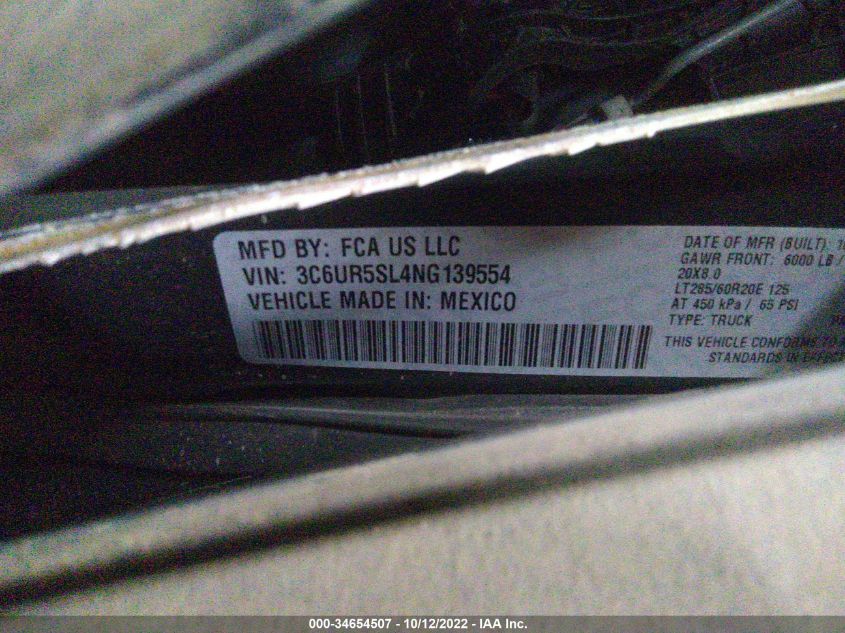 MFD BY: FCA US LLC
VIN: 3C6UR5SL4NG139554
VEHICLE MADE IN: MEXICO
DATE OF MFR (BUILT):
GAWR FRONT: 6000 LB /
20X8.0
LT285/60R20E 125
AT 450 kPa / 65 PSI
TYPE: TRUCK
THIS VEHICLE CONFORMS TO
STANDARDS IN EFFECT
000-34654507 - 10/12/2022 - IAA Inc.